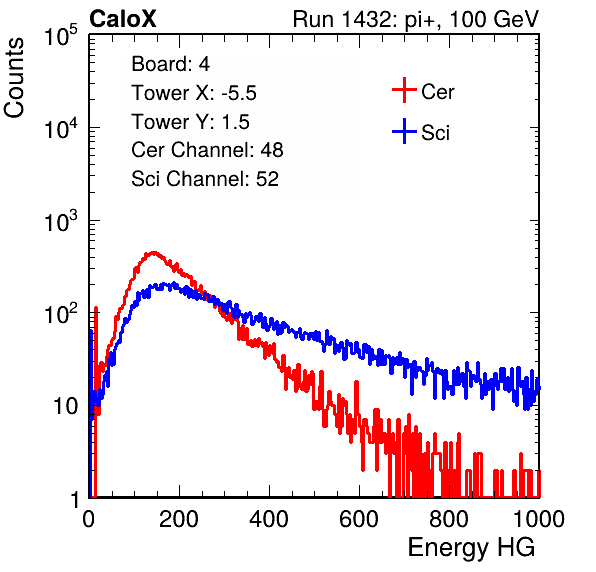 CaloX Run 1432: pi+, 100 GeV
Counts
10^5
10^4
10^3
10^2
10
1
Board: 4
Tower X: -5.5
Tower Y: 1.5
Cer Channel: 48
Sci Channel: 52
Cer
Sci
0 200 400 600 800 1000
Energy HG